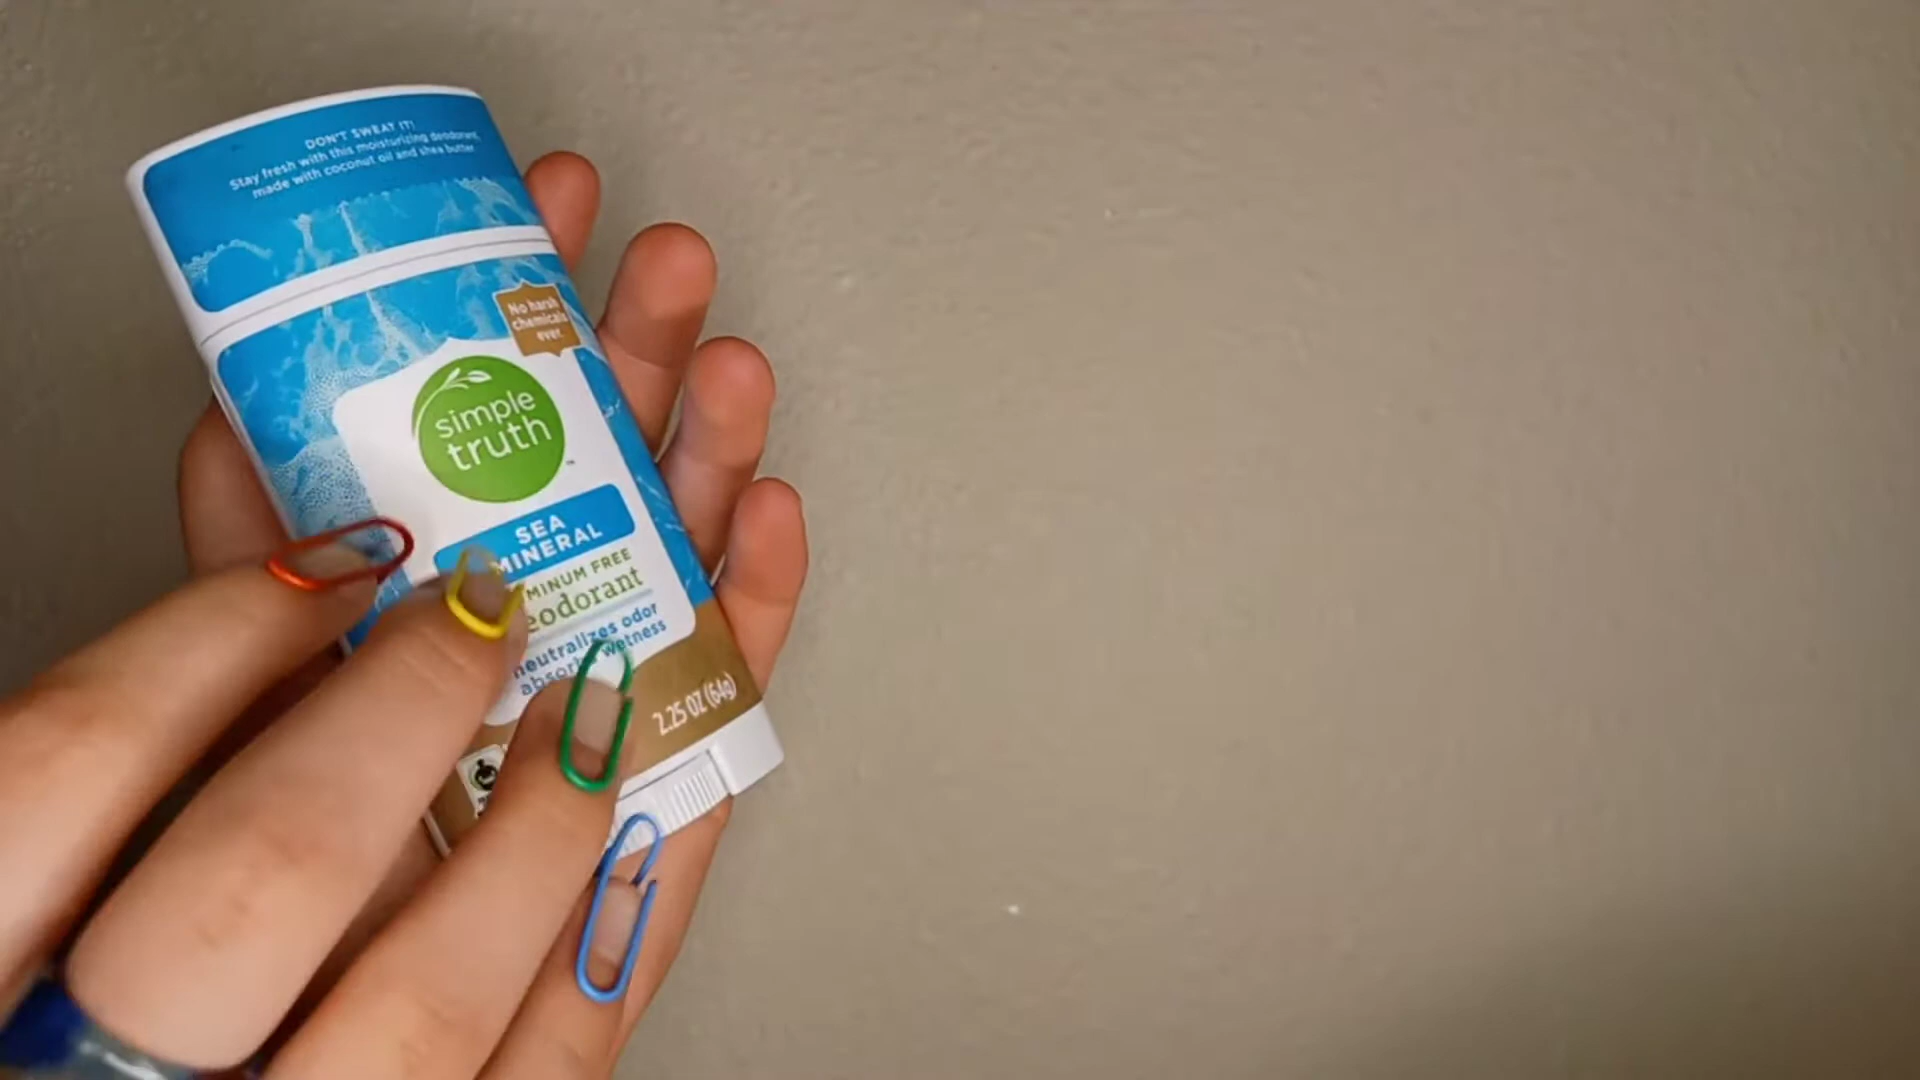 DON'T SWEAT IT!
Stay fresh with this moisturizing deodorant,
made with coconut oil and shea butter
No harsh
chemicals
ever.
simple
truth
™
SEA
MINERAL
MINUM FREE
eodorant
neutralizes odor
absorbs wetness
2.25 OZ (64g)